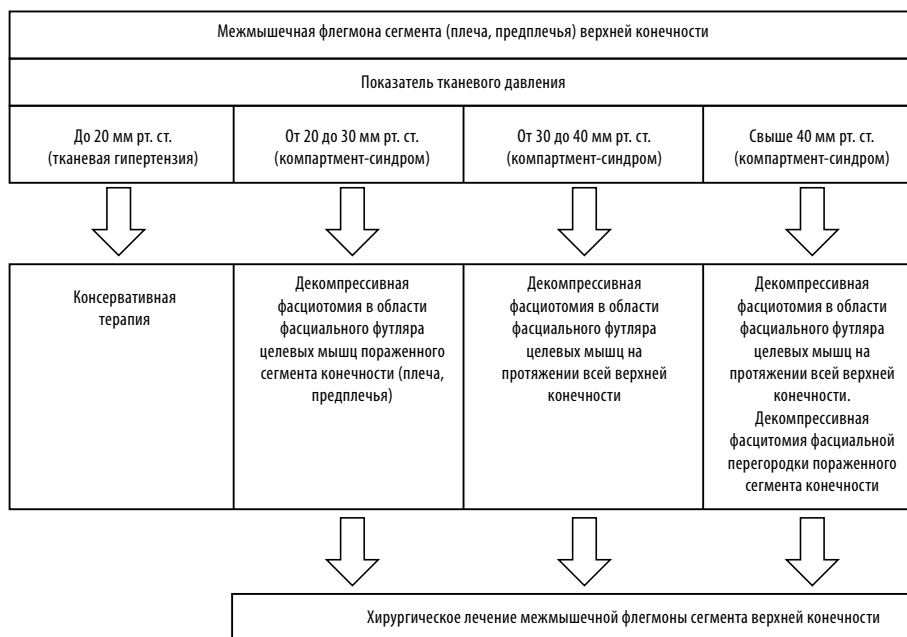 Межмышечная флегмона сегмента (плеча, предплечья) верхней конечности
Показатель тканевого давления
До 20 мм рт. ст.
(тканевая гипертензия)
От 20 до 30 мм рт. ст.
(компартмент-синдром)
От 30 до 40 мм рт. ст.
(компартмент-синдром)
Свыше 40 мм рт. ст.
(компартмент-синдром)
Консервативная
терапия
Декомпрессивная
фасциотомия в области
фасциального футляра
целевых мышц пораженного
сегмента конечности (плеча,
предплечья)
Декомпрессивная
фасциотомия в области
фасциального футляра
целевых мышц на
протяжении всей верхней
конечности
Декомпрессивная
фасциотомия в области
фасциального футляра
целевых мышц на
протяжении всей верхней
конечности.
Декомпрессивная
фасцитомия фасциальной
перегородки пораженного
сегмента конечности
Хирургическое лечение межмышечной флегмоны сегмента верхней конечности